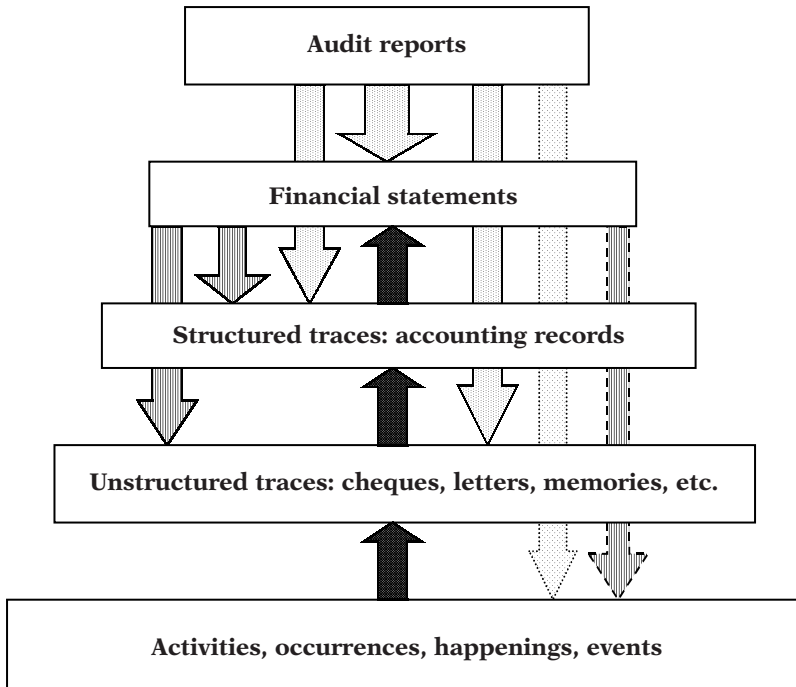 Audit reports
Financial statements
Structured traces: accounting records
Unstructured traces: cheques, letters, memories, etc.
Activities, occurrences, happenings, events